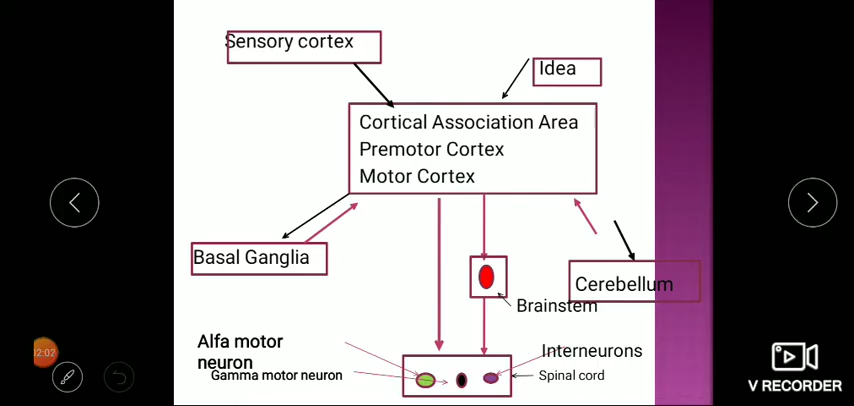 Sensory cortex
Idea
Cortical Association Area
Premotor Cortex
Motor Cortex
Basal Ganglia
Cerebellum
Brainstem
Alfa motor
neuron
Interneurons
Gamma motor neuron
Spinal cord
02:02
V RECORDER